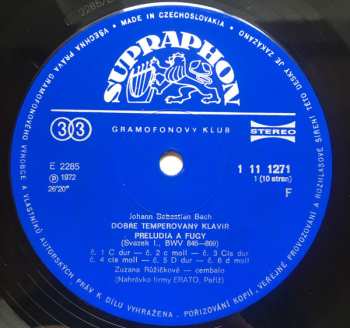 MADE IN CZECHOSLOVAKIA • VŠECHNA PRÁVA GRAMOFONOVÉHO VÝROBCE A VLASTNÍKŮ AUTORSKÝCH PRÁV K DÍLU VYHRAŽENA. POŘIZOVÁNÍ KOPIÍ, VEŘEJNÉ PROVOZOVÁNÍ A ROZHLASOVÉ ŠÍŘENÍ TÉTO DESKY JE ZAKÁZÁNO
SUPRAPHON
33
GRAMOFONOVÝ KLUB
STEREO
E 2285
1 11 1271
℗ 1972
1 (10 stran)
26'20"
F
Johann Sebastian Bach
DOBŘE TEMPEROVANÝ KLAVÍR
PRELUDIA A FUGY
(Svazek I., BWV 846-869)
č. 1 C dur — č. 2 c moll — č. 3 Cis dur
č. 4 cis moll — č. 5 D dur — č. 6 d moll
Zuzana Růžičková — cembalo
(Nahrávka firmy ERATO, Paříž)